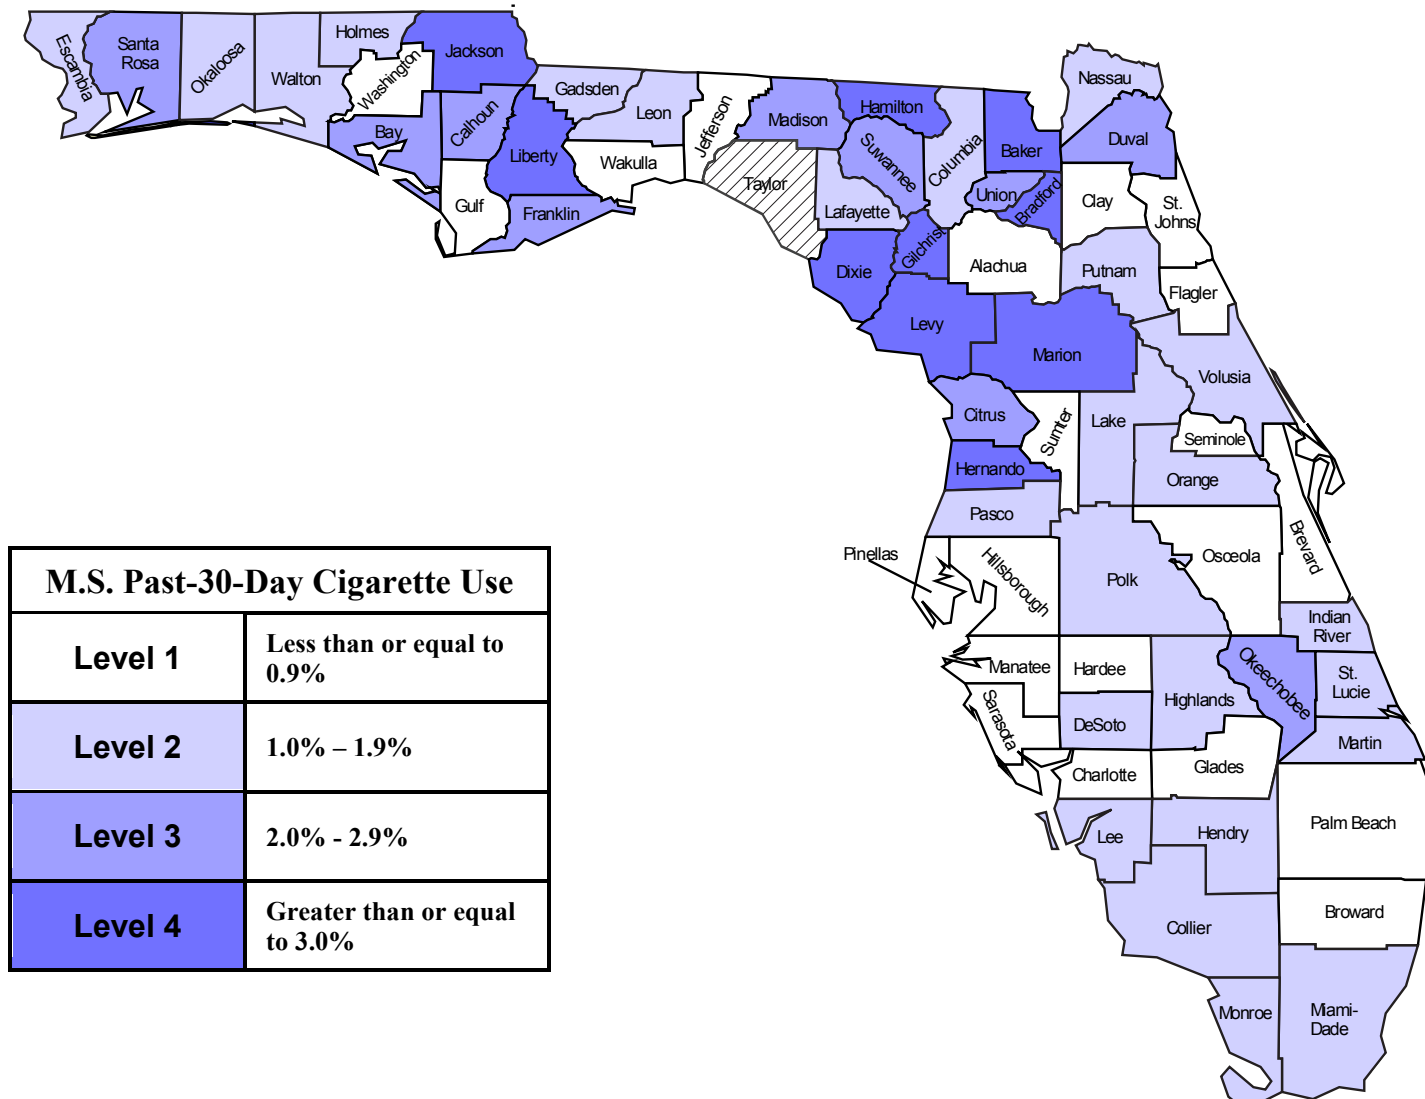 Escambia
Santa
Rosa
Okaloosa
Walton
Holmes
Washington
Jackson
Bay
Calhoun
Gulf
Liberty
Franklin
Gadsden
Leon
Wakulla
Jefferson
Madison
Taylor
Hamilton
Suwannee
Lafayette
Columbia
Baker
Union
Bradford
Nassau
Duval
Clay
St.
Johns
Dixie
Gilchrist
Alachua
Putnam
Flagler
Levy
Marion
Volusia
Citrus
Sumter
Lake
Seminole
Hernando
Orange
Pasco
Brevard
Pinellas
Hillsborough
Polk
Osceola
Indian
River
Manatee
Hardee
Okeechobee
St.
Lucie
Highlands
Sarasota
DeSoto
Martin
Charlotte
Glades
Lee
Hendry
Palm Beach
Collier
Broward
Monroe
Miami-
Dade
M.S. Past-30-Day Cigarette Use
Level 1
Less than or equal to
0.9%
Level 2
1.0% – 1.9%
Level 3
2.0% - 2.9%
Level 4
Greater than or equal
to 3.0%